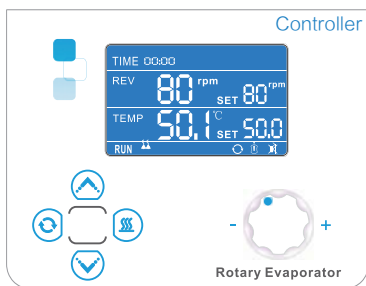 Controller
TIME 00:00
REV 80 rpm SET 80 rpm
TEMP 50.1 °C SET 50.0
RUN
- +
Rotary Evaporator